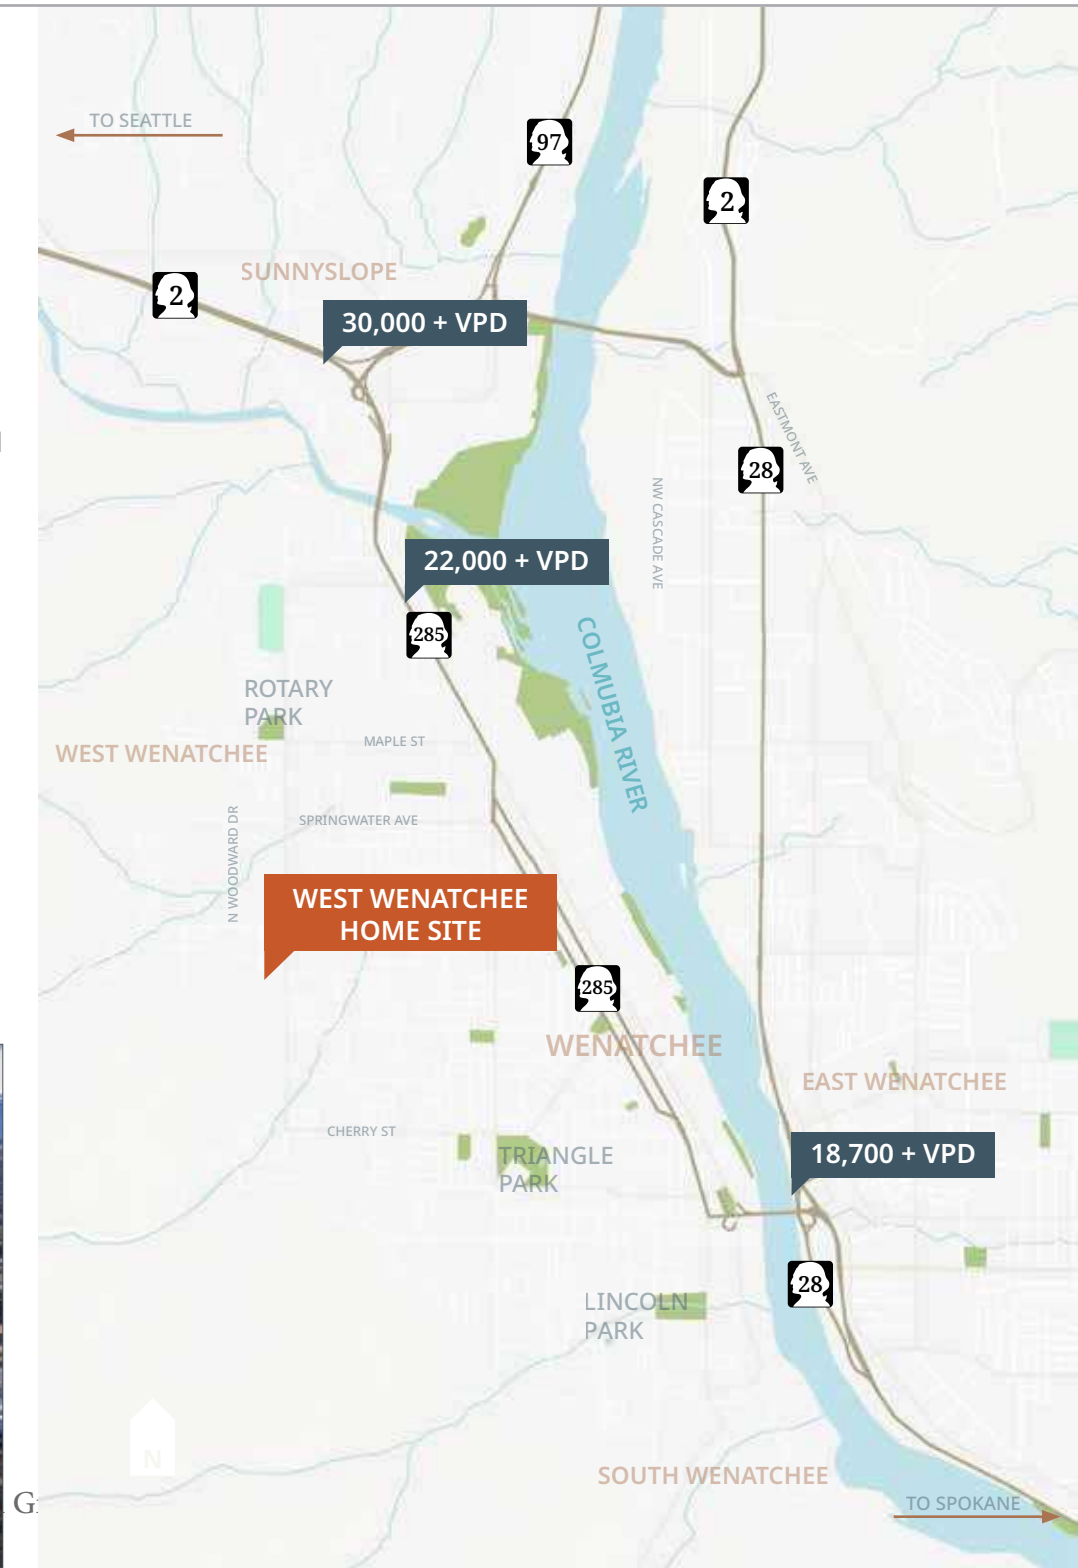 TO SEATTLE
97
2
SUNNYSLOPE
2
30,000 + VPD
EASTMONT AVE
28
NW CASCADE AVE
22,000 + VPD
285
COLMUBIA RIVER
ROTARY
PARK
MAPLE ST
WEST WENATCHEE
SPRINGWATER AVE
N WOODWARD DR
WEST WENATCHEE
HOME SITE
285
WENATCHEE
EAST WENATCHEE
CHERRY ST
18,700 + VPD
TRIANGLE
PARK
28
LINCOLN
PARK
N
SOUTH WENATCHEE
TO SPOKANE